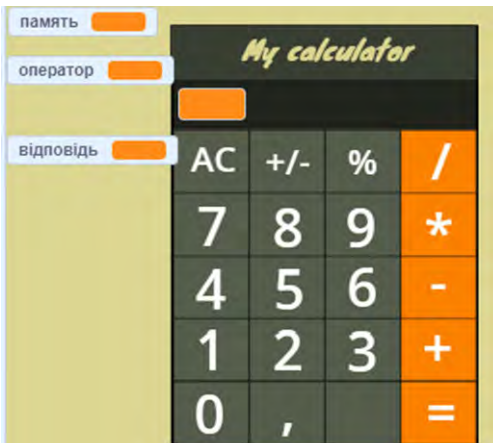 память
оператор
відповідь
My calculator
AC +/- % /
7 8 9 *
4 5 6 -
1 2 3 +
0 , =